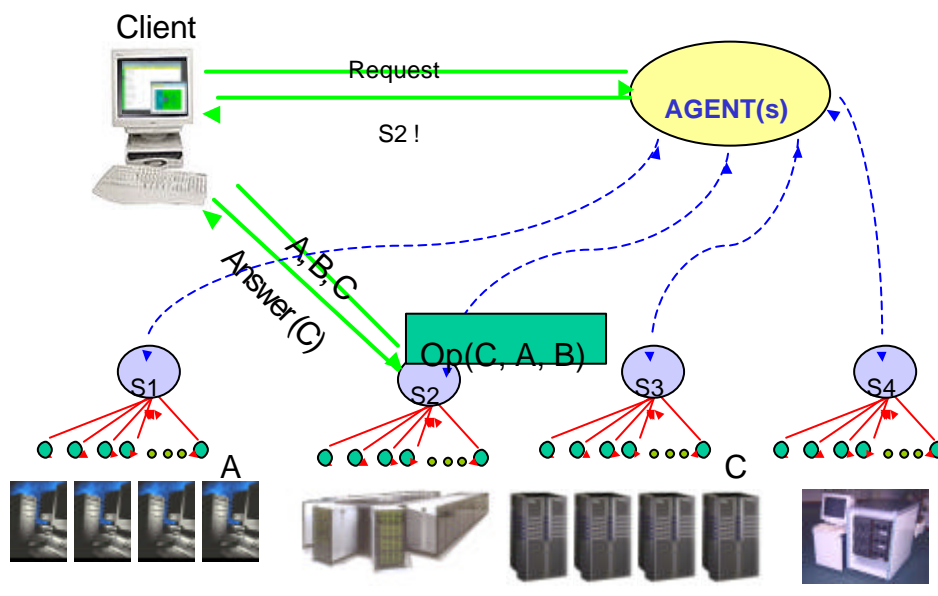 Client
Request
AGENT(s)
S2 !
A, B, C
Answer (C)
Op(C, A, B)
S1
S2
S3
S4
A
C